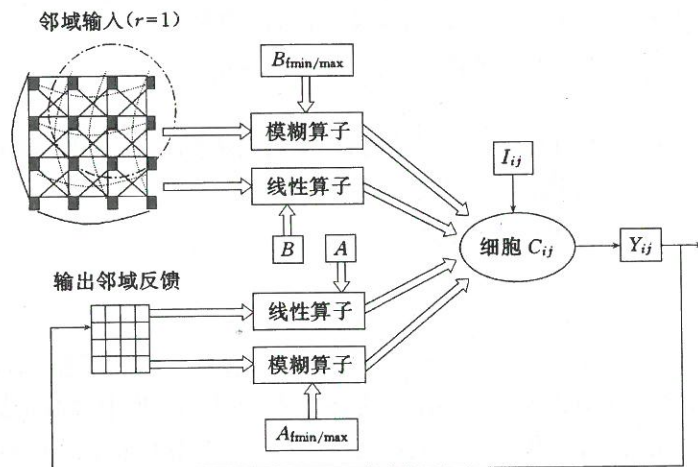 邻域输入(r=1)
B_fmin/max
模糊算子
线性算子
I_ij
B
A
细胞 C_ij
Y_ij
输出邻域反馈
线性算子
模糊算子
A_fmin/max